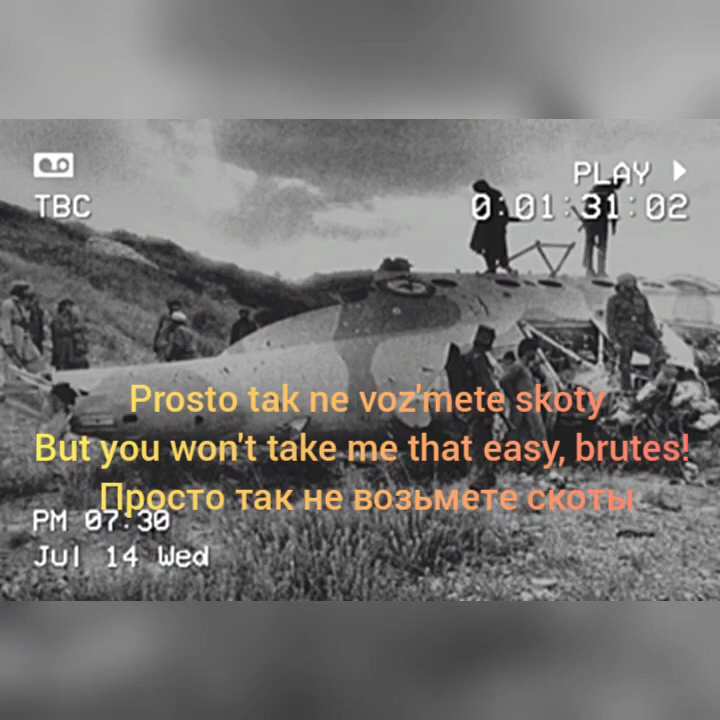 PLAY
TBC
0:01:31:02
Prosto tak ne voz'mete skoty
But you won't take me that easy, brutes!
Просто так не возьмете скоты
PM 07:30
Jul 14 Wed